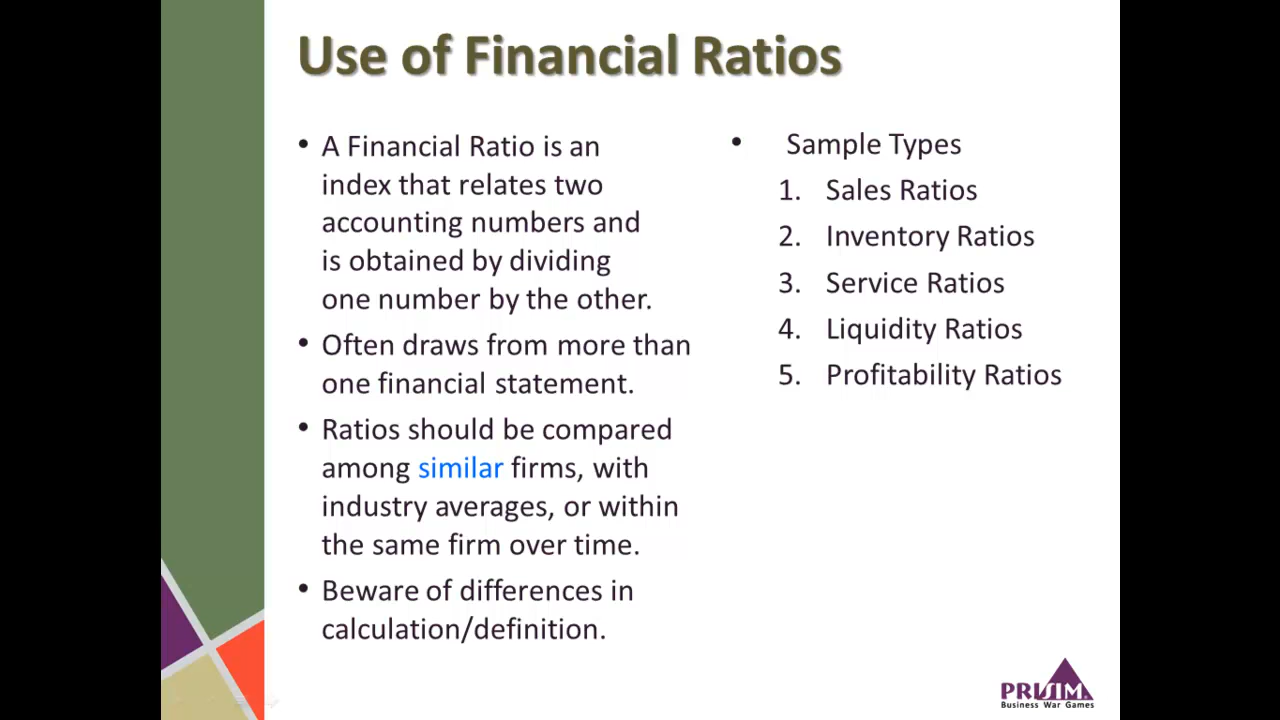 Use of Financial Ratios
• A Financial Ratio is an
index that relates two
accounting numbers and
is obtained by dividing
one number by the other.
• Often draws from more than
one financial statement.
• Ratios should be compared
among similar firms, with
industry averages, or within
the same firm over time.
• Beware of differences in
calculation/definition.
• Sample Types
1. Sales Ratios
2. Inventory Ratios
3. Service Ratios
4. Liquidity Ratios
5. Profitability Ratios
PRISIM
Business War Games